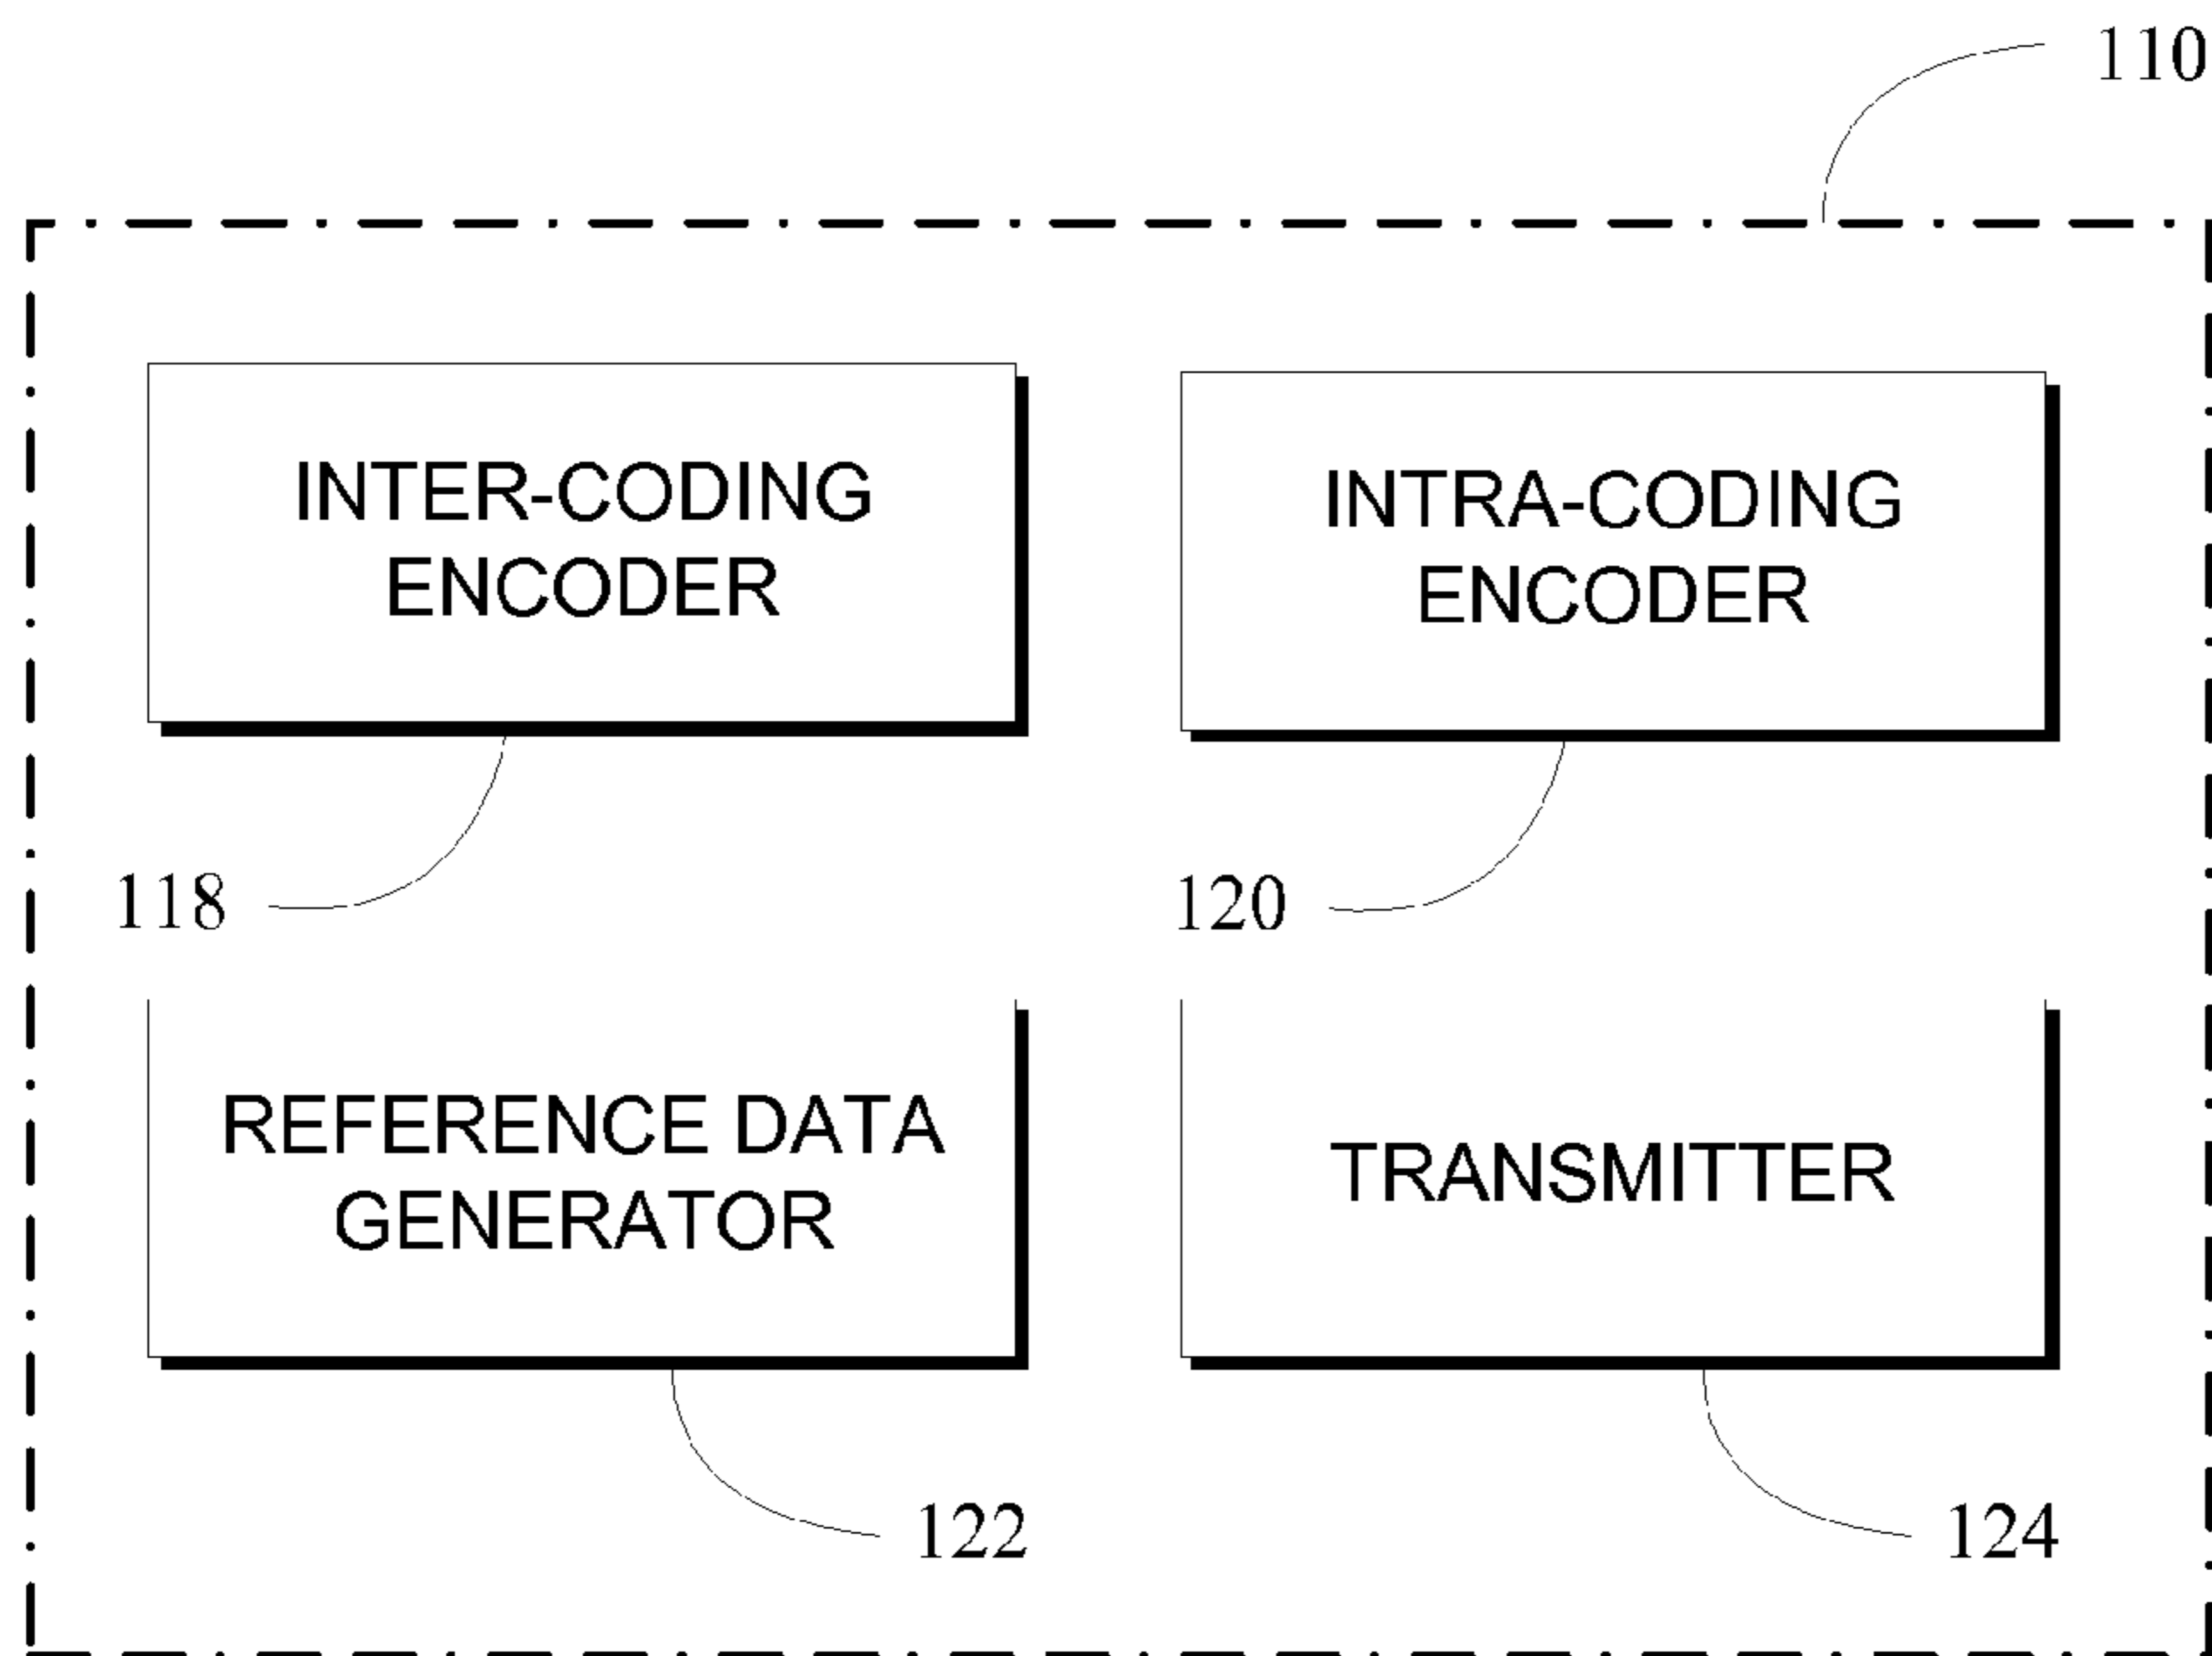 110
INTER-CODING
ENCODER
INTRA-CODING
ENCODER
118
120
REFERENCE DATA
GENERATOR
TRANSMITTER
122
124